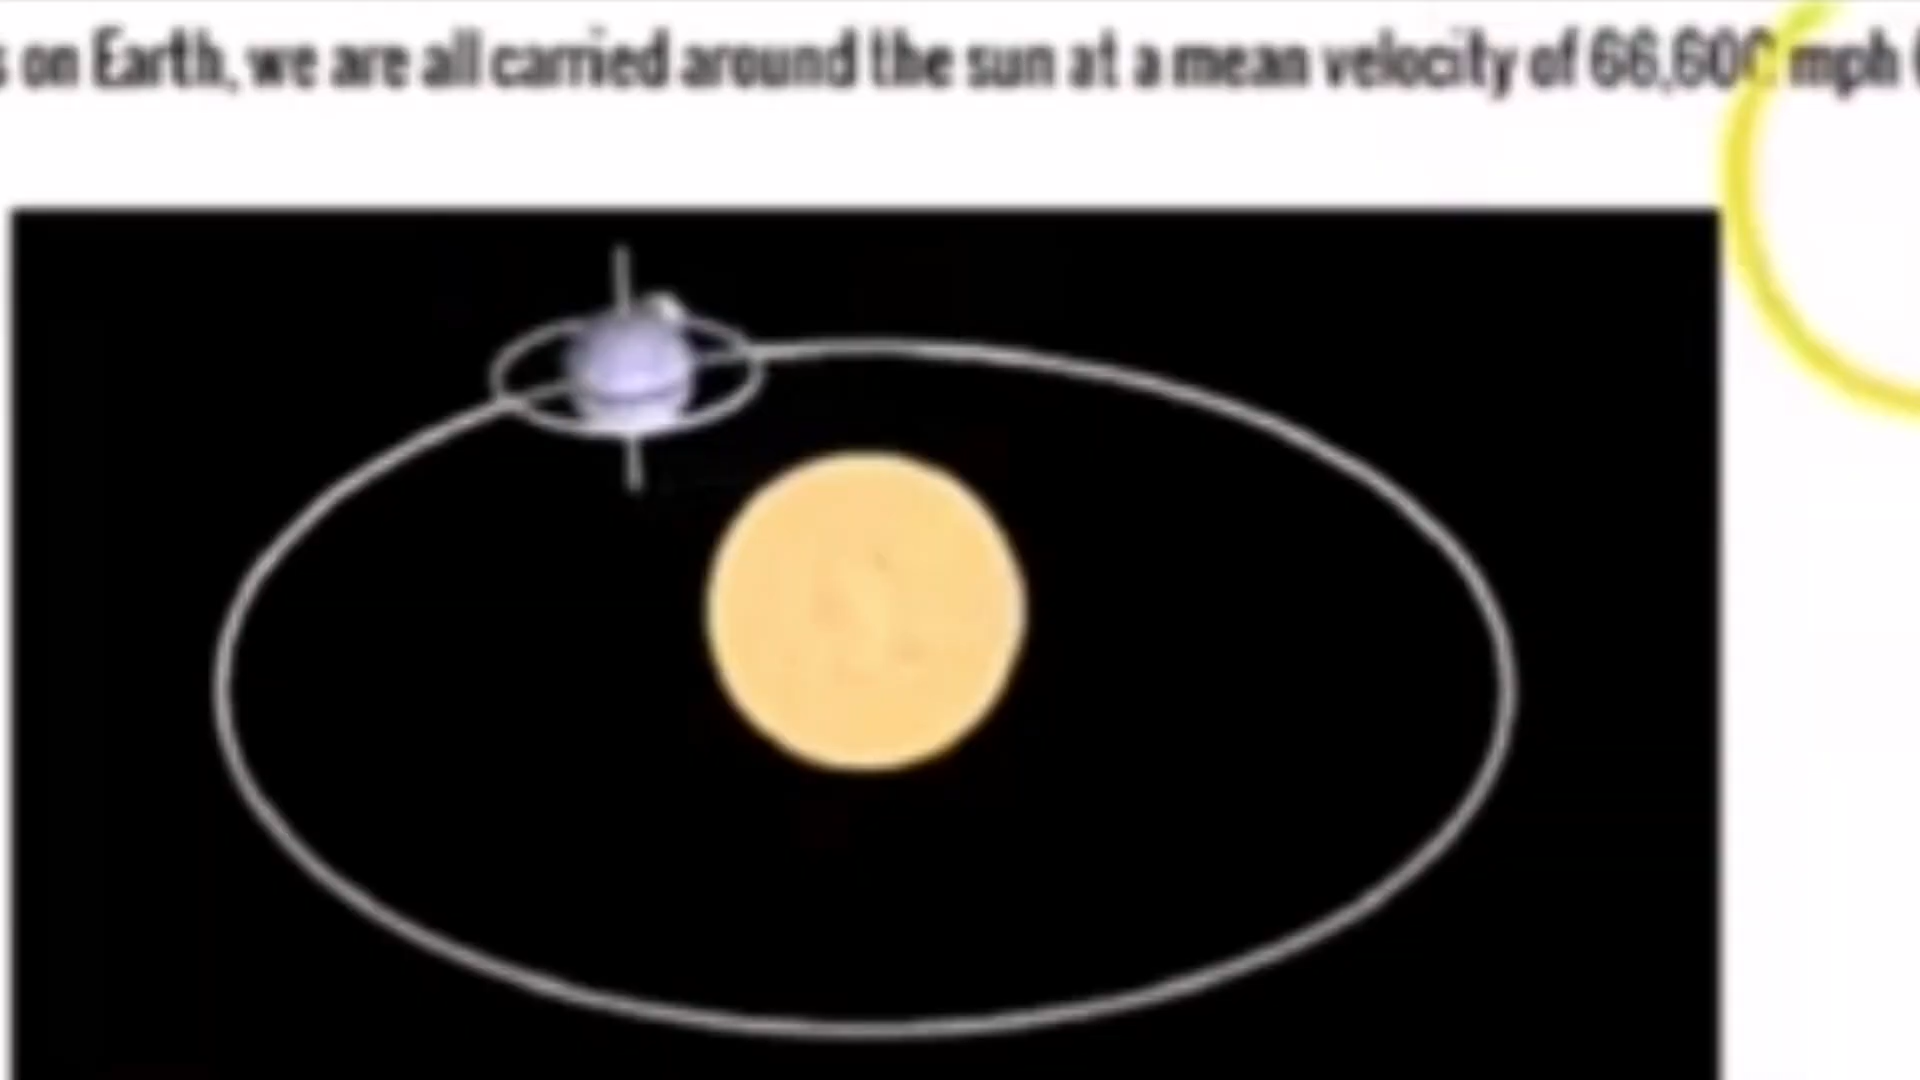 s on Earth, we are all carried around the sun at a mean velocity of 66,600 mph (